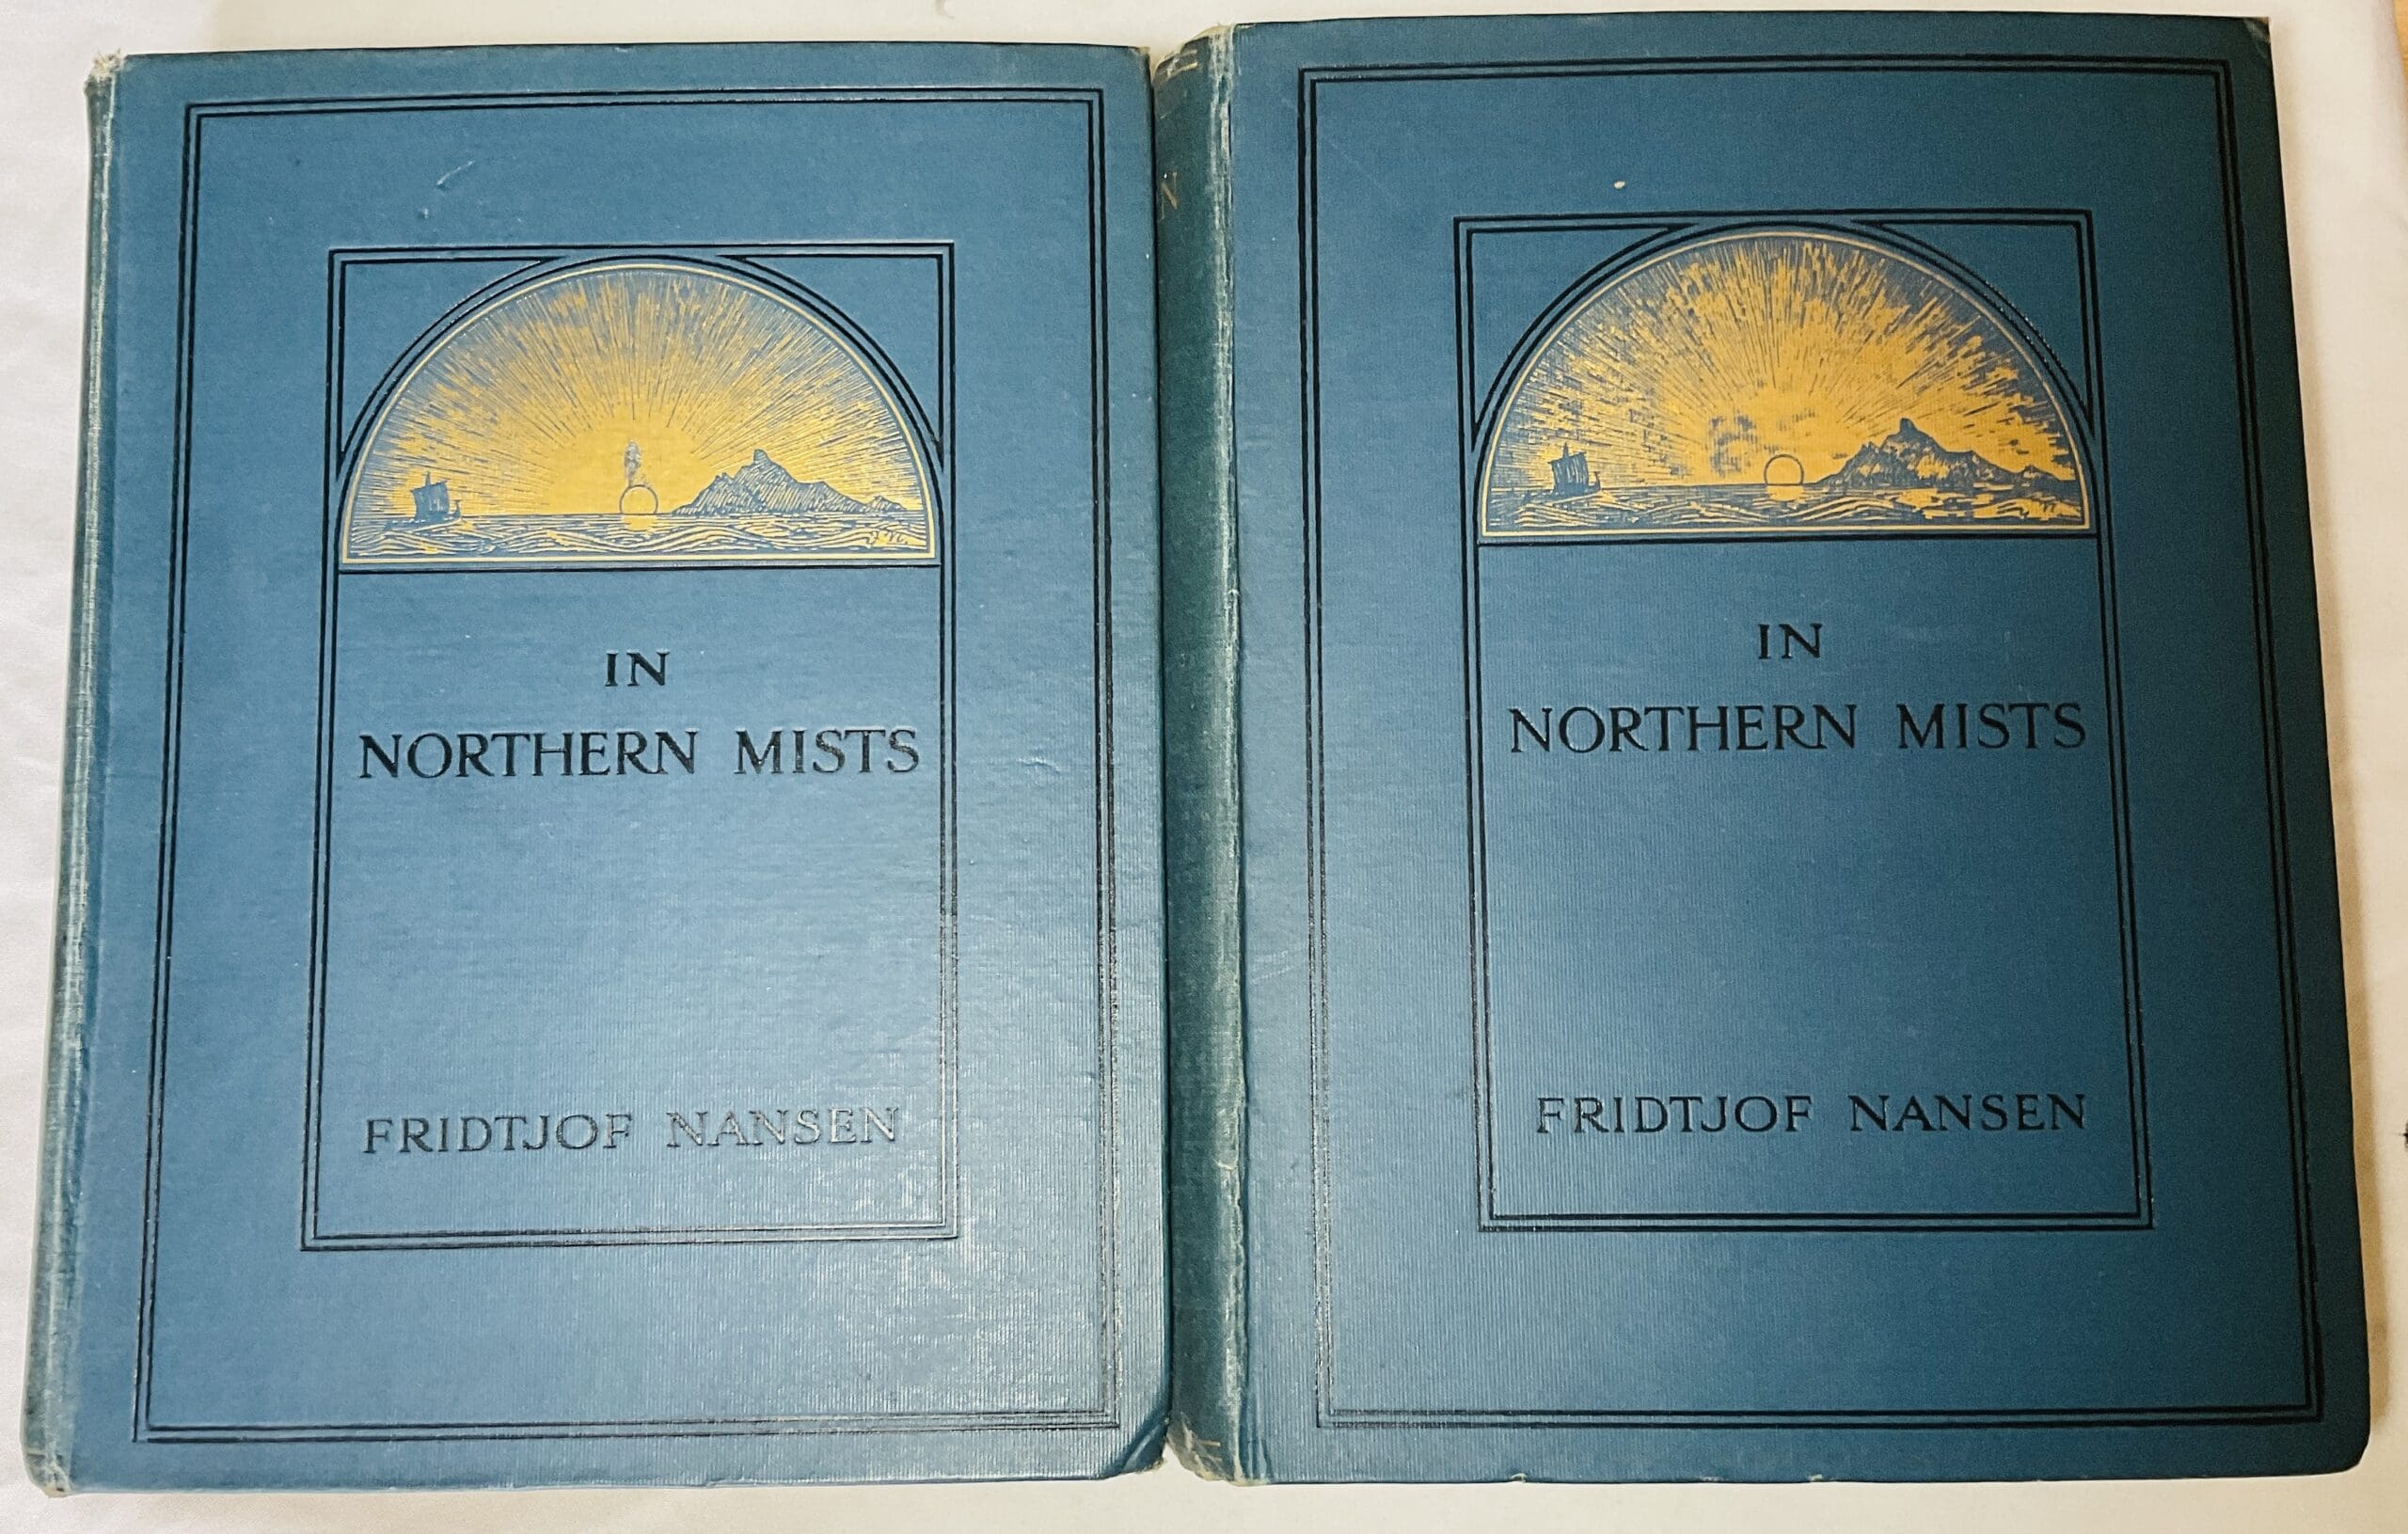 IN
NORTHERN MISTS
FRIDTJOF NANSEN
IN
NORTHERN MISTS
FRIDTJOF NANSEN